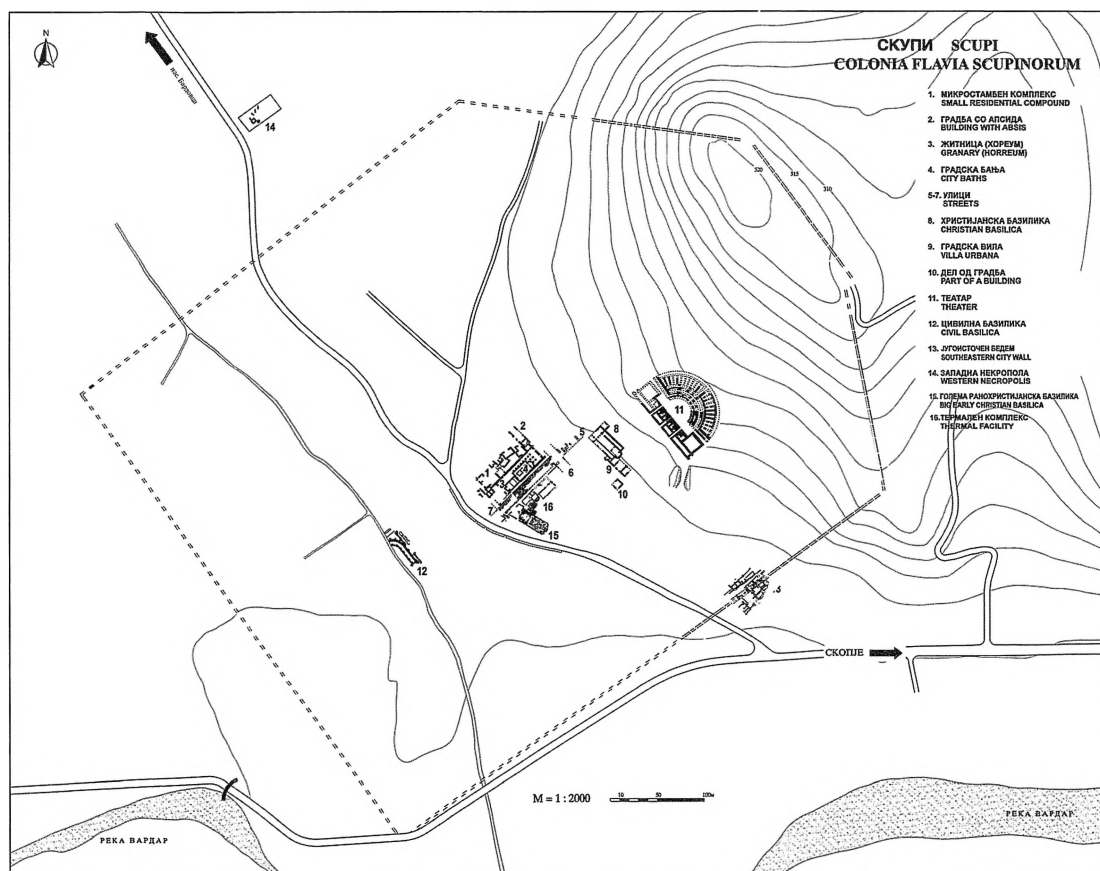 N
нас. Бардовци
СКУПИ SCUPI
COLONIA FLAVIA SCUPINORUM
1. МИКРОСТАМБЕН КОМПЛЕКС
SMALL RESIDENTIAL COMPOUND
2. ГРАДБА СО АПСИДА
BUILDING WITH ABSIS
3. ЖИТНИЦА (ХОРЕУМ)
GRANARY (HORREUM)
4. ГРАДСКА БАЊА
CITY BATHS
5-7. УЛИЦИ
STREETS
8. ХРИСТИЈАНСКА БАЗИЛИКА
CHRISTIAN BASILICA
9. ГРАДСКА ВИЛА
VILLA URBANA
10. ДЕЛ ОД ГРАДБА
PART OF A BUILDING
11. ТЕАТАР
THEATER
12. ЦИВИЛНА БАЗИЛИКА
CIVIL BASILICA
13. ЈУГОИСТОЧЕН БЕДЕМ
SOUTHEASTERN CITY WALL
14. ЗАПАДНА НЕКРОПОЛА
WESTERN NECROPOLIS
15. ГОЛЕМА РАНОХРИСТИЈАНСКА БАЗИЛИКА
BIG EARLY CHRISTIAN BASILICA
16. ТЕРМАЛЕН КОМПЛЕКС
THERMAL FACILITY
14
320
315
310
11
2
5
8
6
9
3
10
16
7
15
12
СКОПЈЕ
М = 1 : 2000
10 50 100м
РЕКА ВАРДАР
РЕКА ВАРДАР